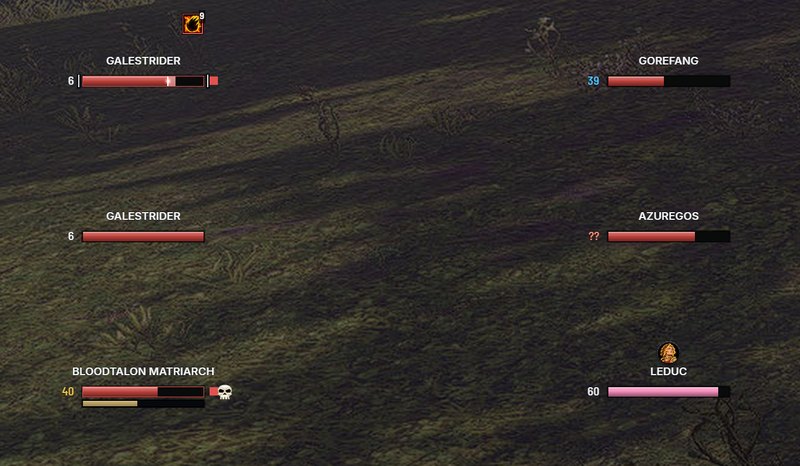 9
GALESTRIDER
6
GOREFANG
39
GALESTRIDER
6
AZUREGOS
??
BLOODTALON MATRIARCH
40
LEDUC
60